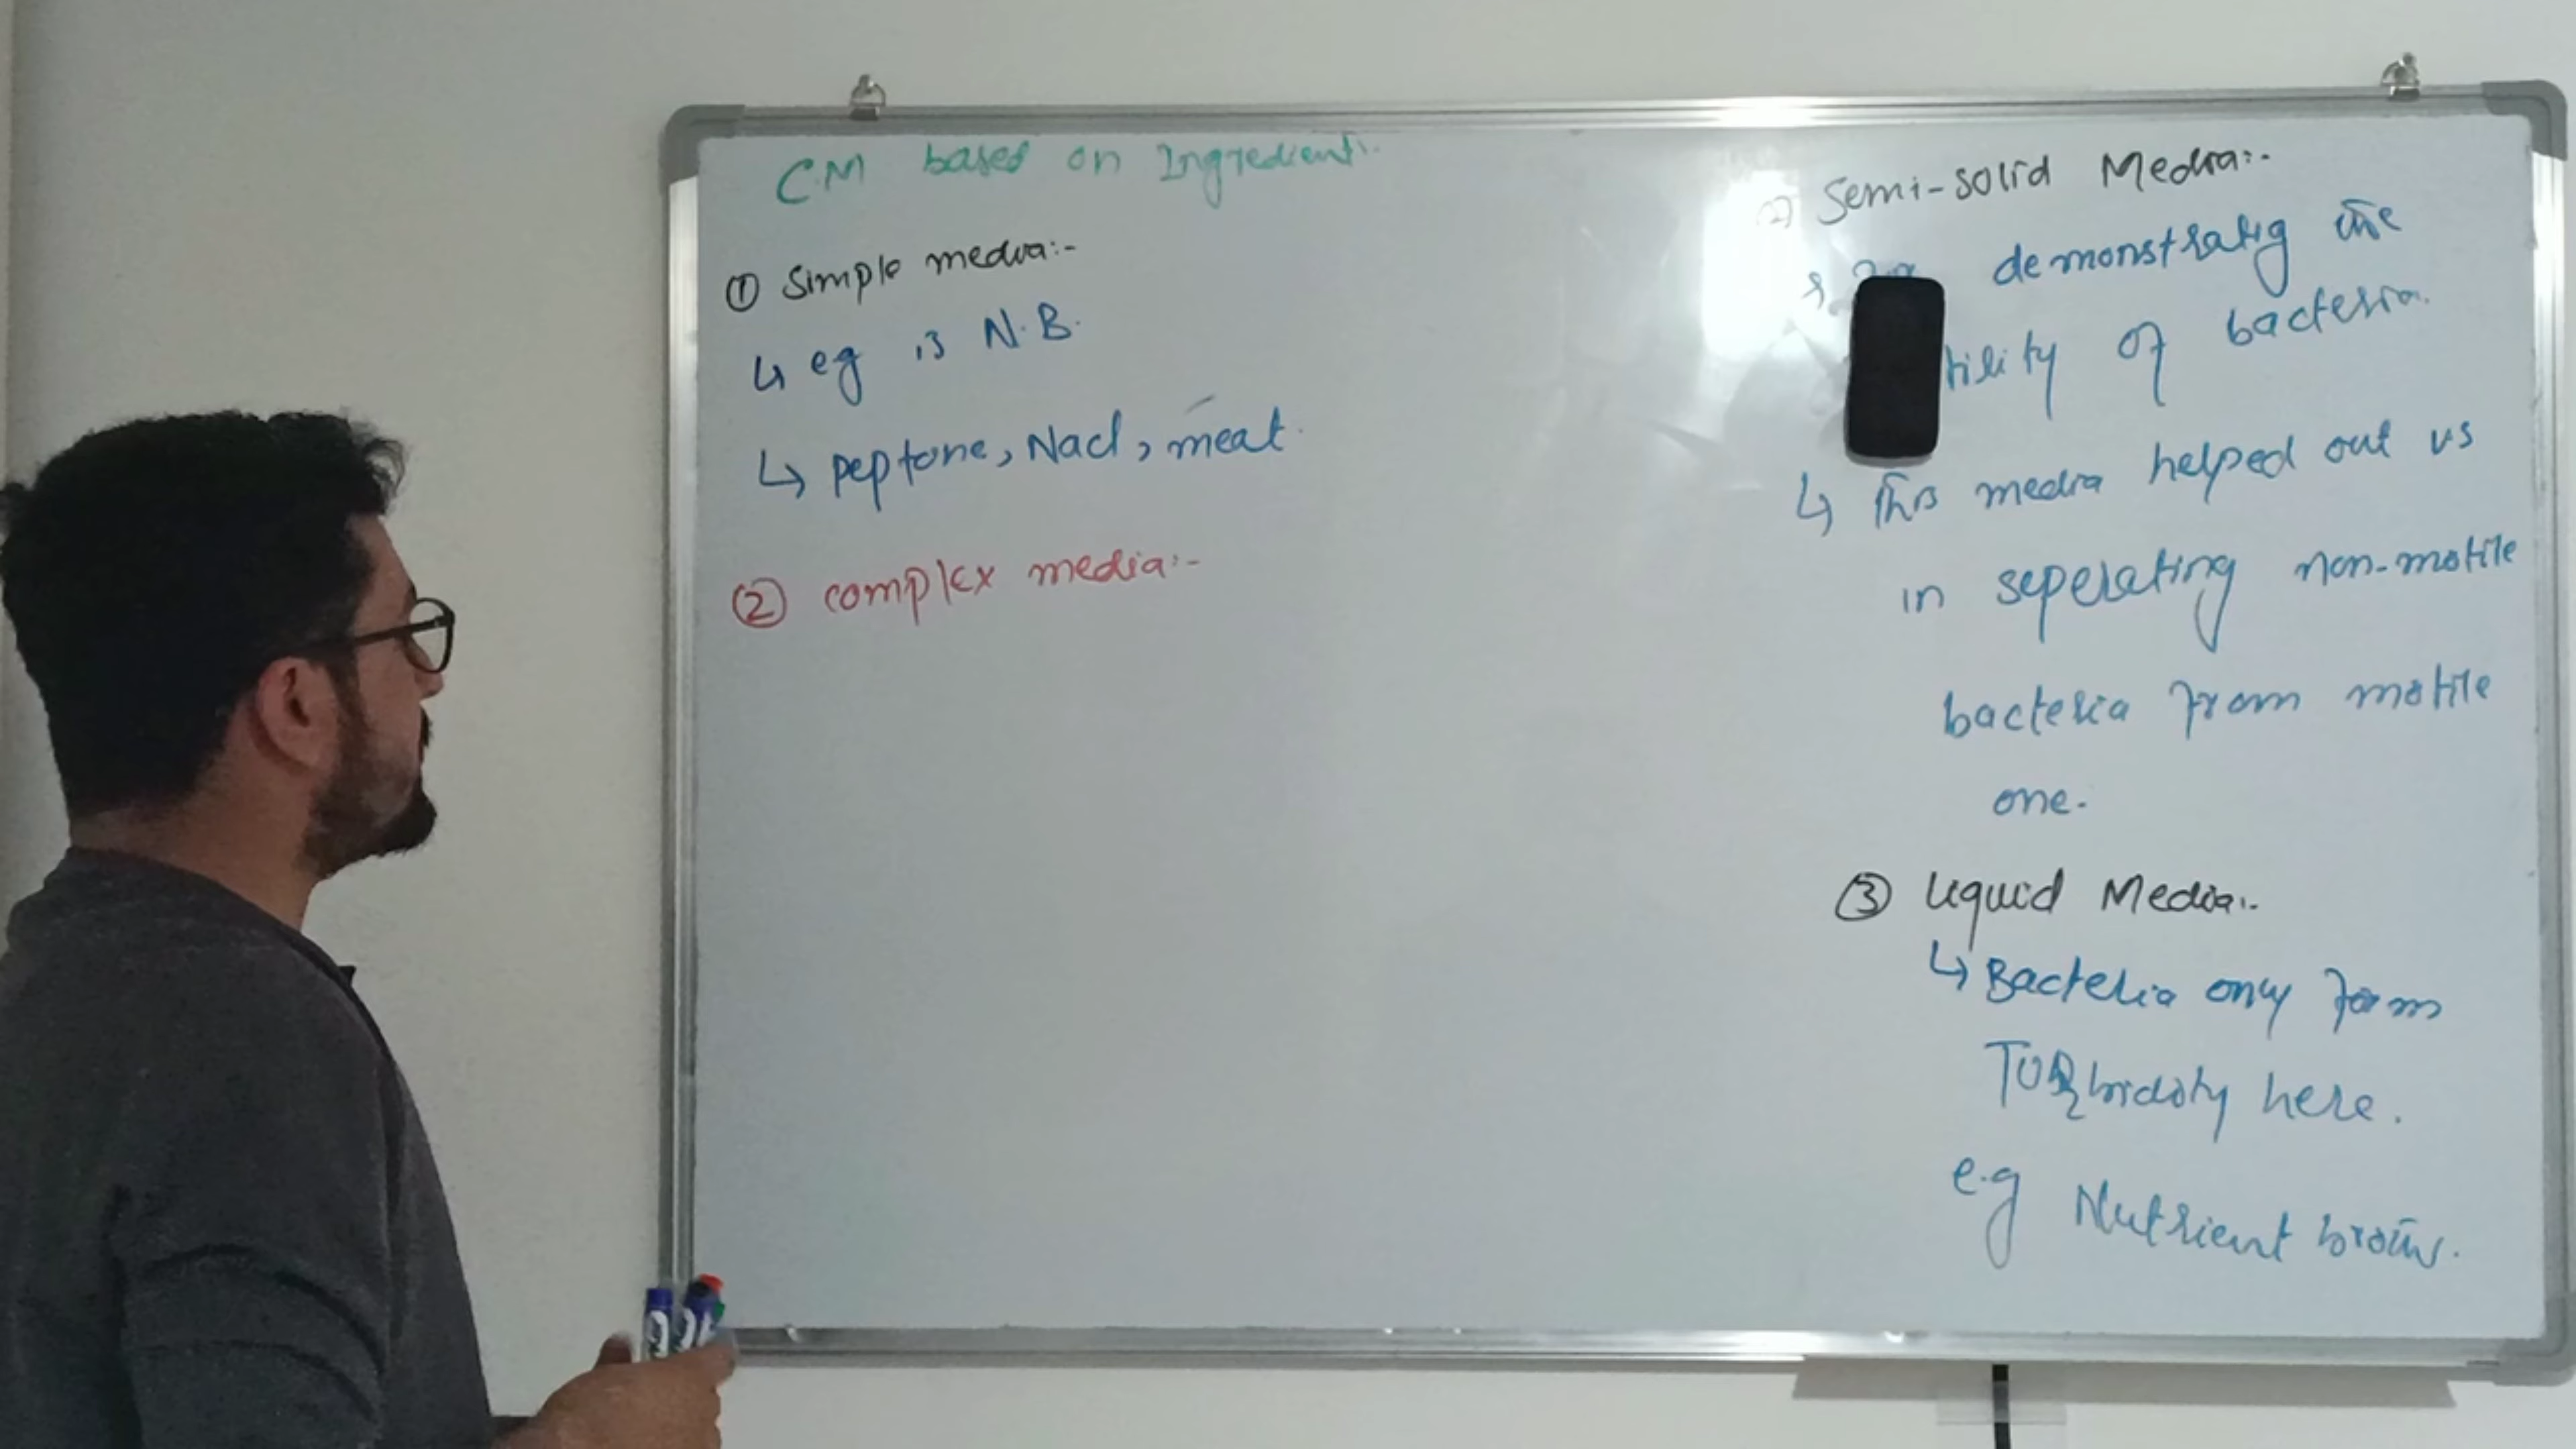 C.M based on Ingredient:-
① Simple media:-
↳ eg is N.B.
↳ peptone, Nacl, meat.
② complex media:-
② Semi-solid Media:-
demonstratig the
tility of bacteria.
↳ This media helped out us
in seperating non-motile
bacteria from motile
one.
③ Liquid Media:-
↳ Bacteria only form
here.
e.g Nutrient broth.